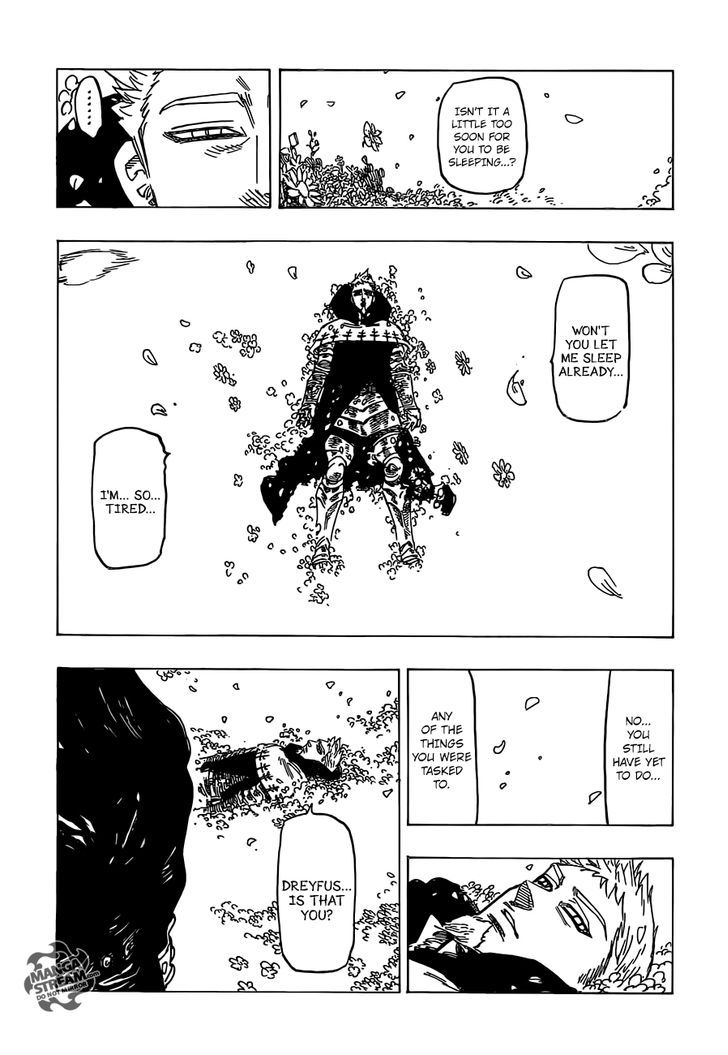 ISN'T IT A
LITTLE TOO
SOON FOR
YOU TO BE
SLEEPING...?
......
WON'T
YOU LET
ME SLEEP
ALREADY...
I'M... SO...
TIRED...
NO...
YOU
STILL
HAVE YET
TO DO...
ANY
OF THE
THINGS
YOU WERE
TASKED
TO.
DREYFUS...
IS THAT
YOU?
MANGA
STREAM.COM
DO NOT MIRROR